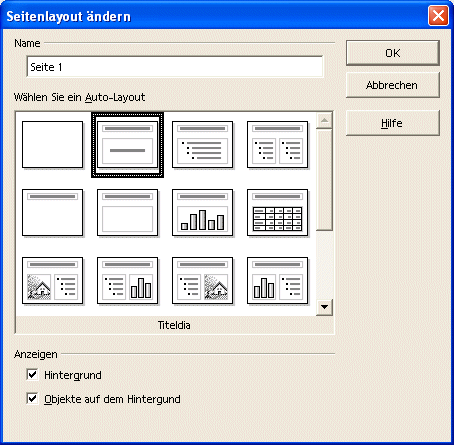 Seitenlayout ändern
Name
Seite 1
OK
Abbrechen
Hilfe
Wählen Sie ein Auto-Layout
Titeldia
Anzeigen
Hintergrund
Objekte auf dem Hintergund